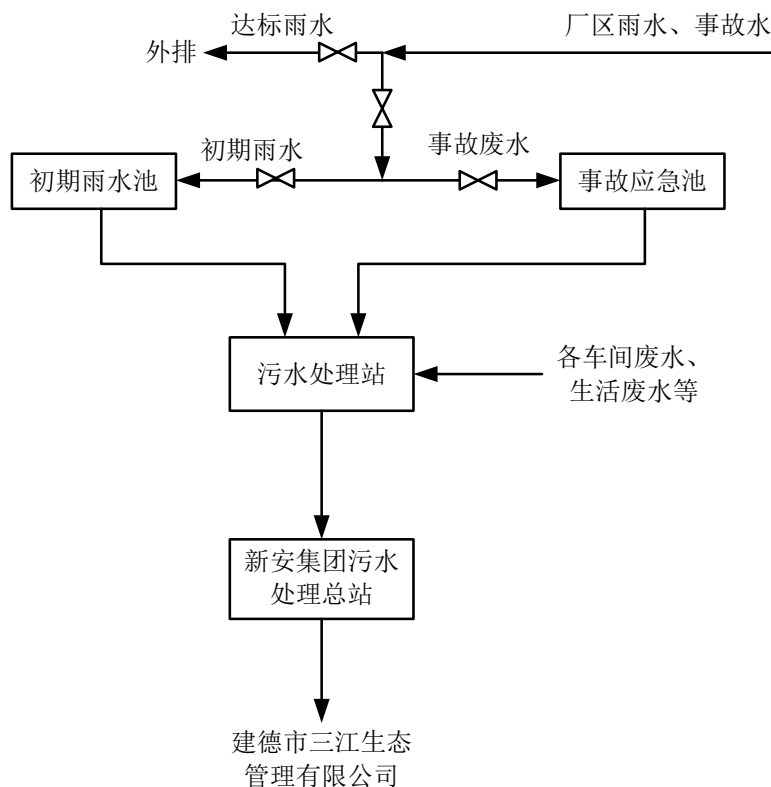 达标雨水
厂区雨水、事故水
外排
初期雨水
事故废水
初期雨水池
事故应急池
污水处理站
各车间废水、
生活废水等
新安集团污水
处理总站
建德市三江生态
管理有限公司